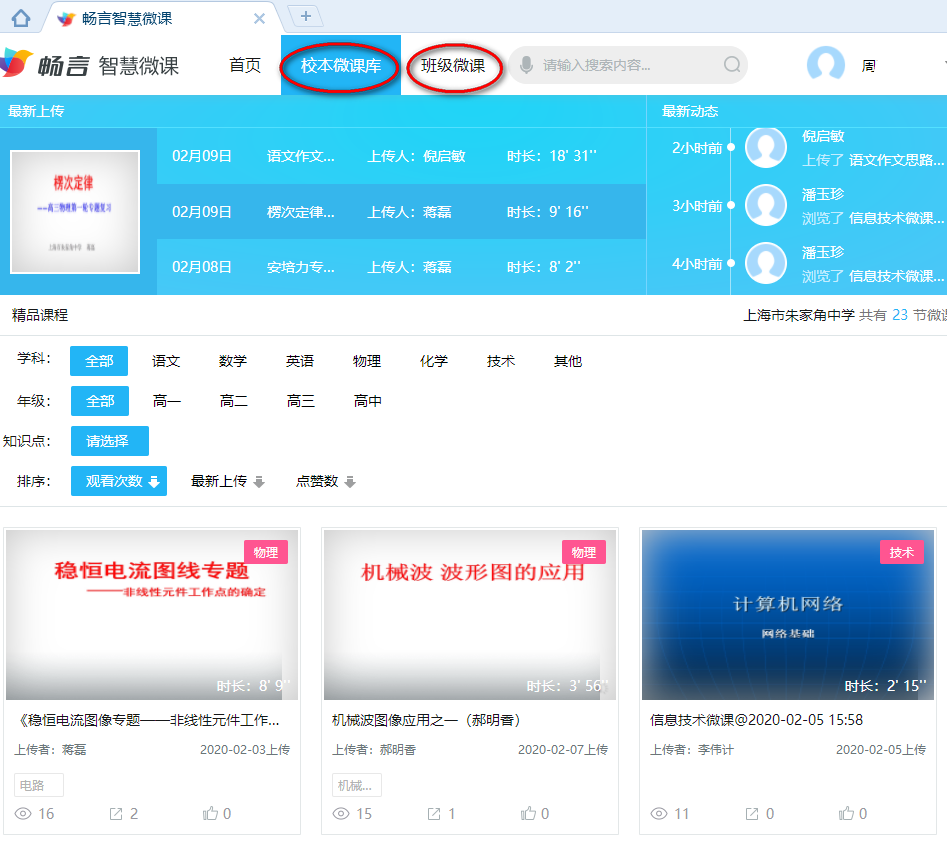 畅言智慧微课
畅言 智慧微课 首页 校本微课库 班级微课 请输入搜索内容... 周
最新上传
楞次定律
——高三物理第一轮专题复习
02月09日 语文作文... 上传人：倪启敏 时长：18' 31''
02月09日 楞次定律... 上传人：蒋磊 时长：9' 16''
02月08日 安培力专... 上传人：蒋磊 时长：8' 2''
最新动态
2小时前 倪启敏
上传了 语文作文思路...
3小时前 潘玉珍
浏览了 信息技术微课...
4小时前 潘玉珍
浏览了 信息技术微课...
精品课程 上海市朱家角中学 共有 23 节微课
学科： 全部 语文 数学 英语 物理 化学 技术 其他
年级： 全部 高一 高二 高三 高中
知识点： 请选择
排序： 观看次数 最新上传 点赞数
物理
稳恒电流图线专题
——非线性元件工作点的确定
时长：8' 9''
《稳恒电流图像专题——非线性元件工作...
上传者：蒋磊 2020-02-03上传
电路
16 2 0
物理
机械波 波形图的应用
时长：3' 56''
机械波图像应用之一（郝明香）
上传者：郝明香 2020-02-07上传
机械...
15 1 0
技术
计算机网络
网络基础
时长：2' 15''
信息技术微课@2020-02-05 15:58
上传者：李伟计 2020-02-05上传
11 0 0